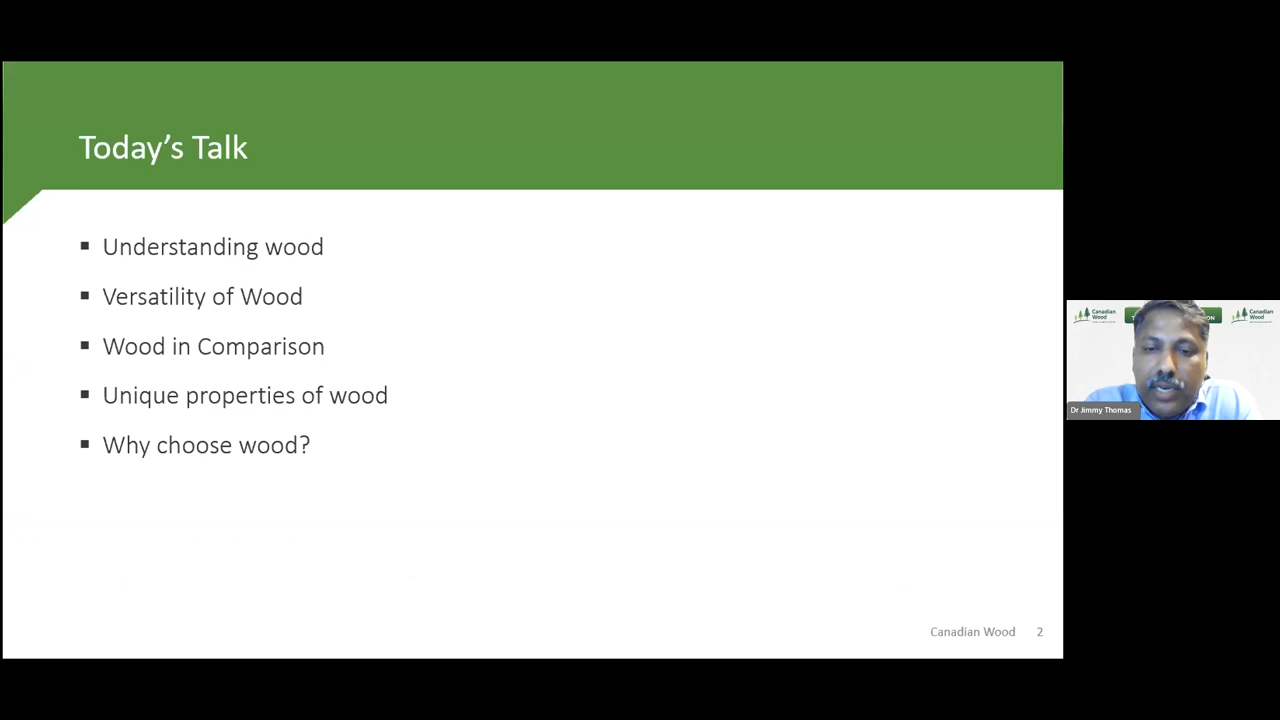 Today's Talk
▪ Understanding wood
▪ Versatility of Wood
▪ Wood in Comparison
▪ Unique properties of wood
▪ Why choose wood?
Canadian Wood 2
Canadian
Wood
Canadian
Wood
Dr Jimmy Thomas